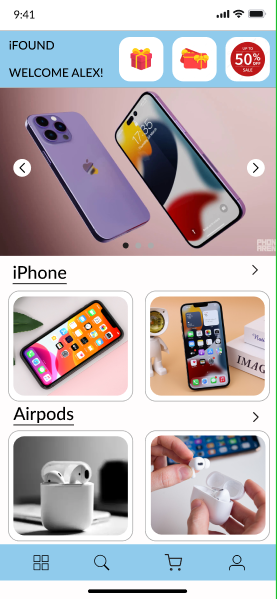 9:41
iFOUND
WELCOME ALEX!
UP TO
50%
OFF
SALE
iPhone
Airpods